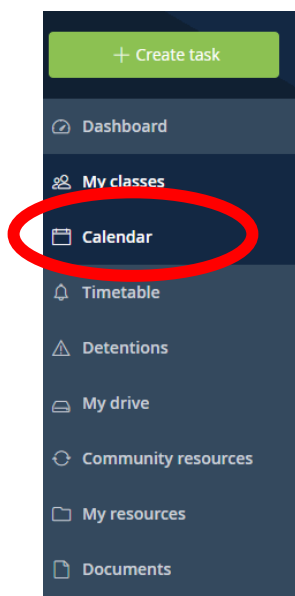 + Create task
Dashboard
My classes
Calendar
Timetable
Detentions
My drive
Community resources
My resources
Documents